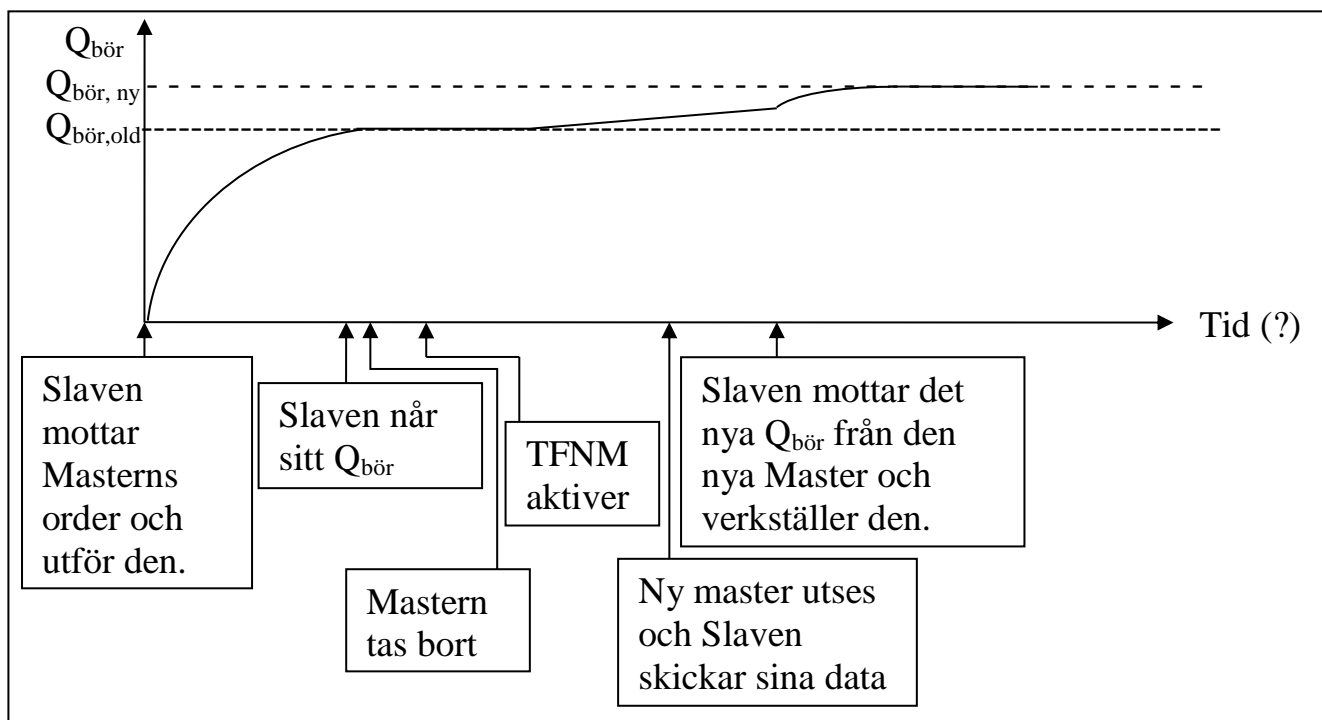 Qbör
Qbör, ny
Qbör,old
Tid (?)
Slaven
mottar
Masterns
order och
utför den.
Slaven når
sitt Qbör
Mastern
tas bort
TFNM
aktiver
Ny master utses
och Slaven
skickar sina data
Slaven mottar det
nya Qbör från den
nya Master och
verkställer den.